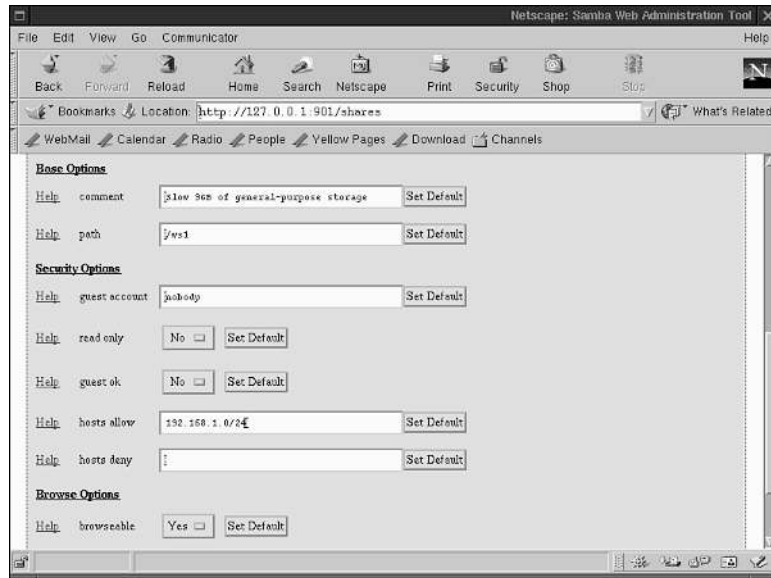 Netscape: Samba Web Administration Tool
File Edit View Go Communicator Help
Back Forward Reload Home Search Netscape Print Security Shop Stop
Bookmarks Location: http://127.0.0.1:901/shares What's Related
WebMail Calendar Radio People Yellow Pages Download Channels
Base Options
Help comment Slow 9GB of general-purpose storage Set Default
Help path /ws1 Set Default
Security Options
Help guest account nobody Set Default
Help read only No Set Default
Help guest ok No Set Default
Help hosts allow 192.168.1.0/24 Set Default
Help hosts deny Set Default
Browse Options
Help browseable Yes Set Default